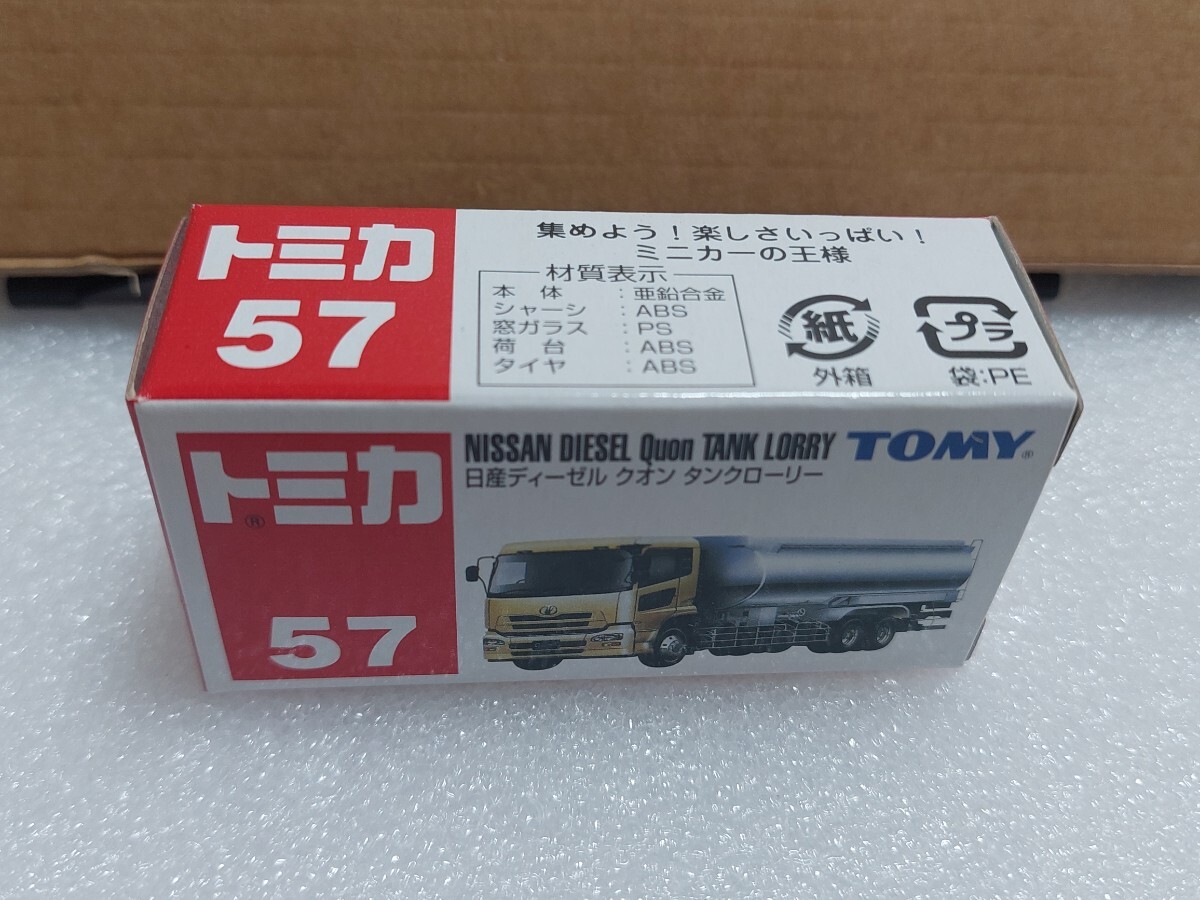 トミカ
57
集めよう!楽しさいっぱい!
ミニカーの王様
材質表示
本 体 :亜鉛合金
シャーシ :ABS
窓ガラス :PS
荷 台 :ABS
タイヤ :ABS
紙
外箱
プラ
袋:PE
トミカ®
57
NISSAN DIESEL Quon TANK LORRY
日産ディーゼル クオン タンクローリー
TOMY®